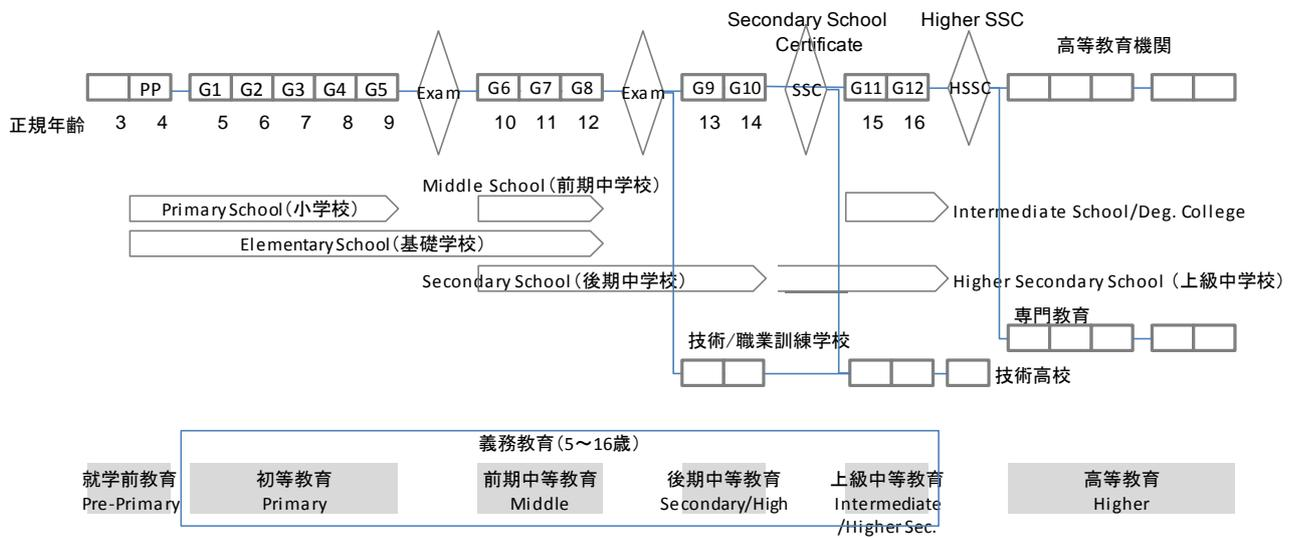 Secondary School Certificate
Higher SSC
高等教育機関
PP G1 G2 G3 G4 G5 Exam G6 G7 G8 Exam G9 G10 SSC G11 G12 HSSC
正規年齢 3 4 5 6 7 8 9 10 11 12 13 14 15 16
Middle School（前期中学校）
Primary School（小学校）
Intermediate School/Deg. College
Elementary School（基礎学校）
Secondary School（後期中学校）
Higher Secondary School（上級中学校）
専門教育
技術/職業訓練学校
技術高校
義務教育（5～16歳）
就学前教育
Pre-Primary
初等教育
Primary
前期中等教育
Middle
後期中等教育
Secondary/High
上級中等教育
Intermediate
/Higher Sec.
高等教育
Higher